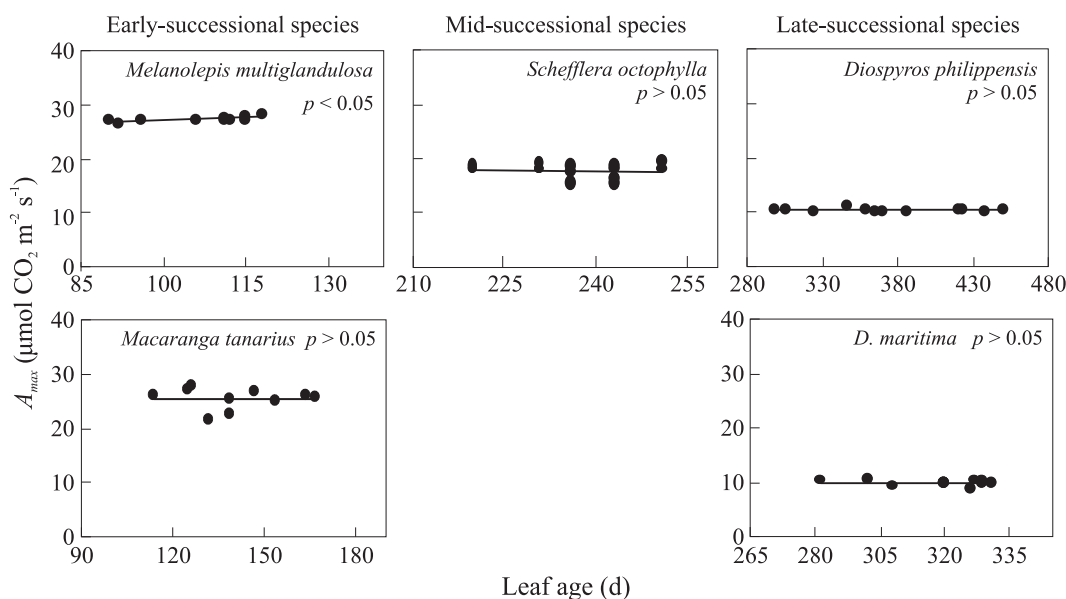 Early-successional species
Mid-successional species
Late-successional species
40
30
20
10
0
Melanolepis multiglandulosa
p < 0.05
85 100 115 130
Schefflera octophylla
p > 0.05
210 225 240 255
Diospyros philippensis
p > 0.05
280 330 380 430 480
A_max (μmol CO₂ m⁻² s⁻¹)
40
30
20
10
0
Macaranga tanarius p > 0.05
90 120 150 180
40
30
20
10
0
D. maritima p > 0.05
265 280 305 320 335
Leaf age (d)